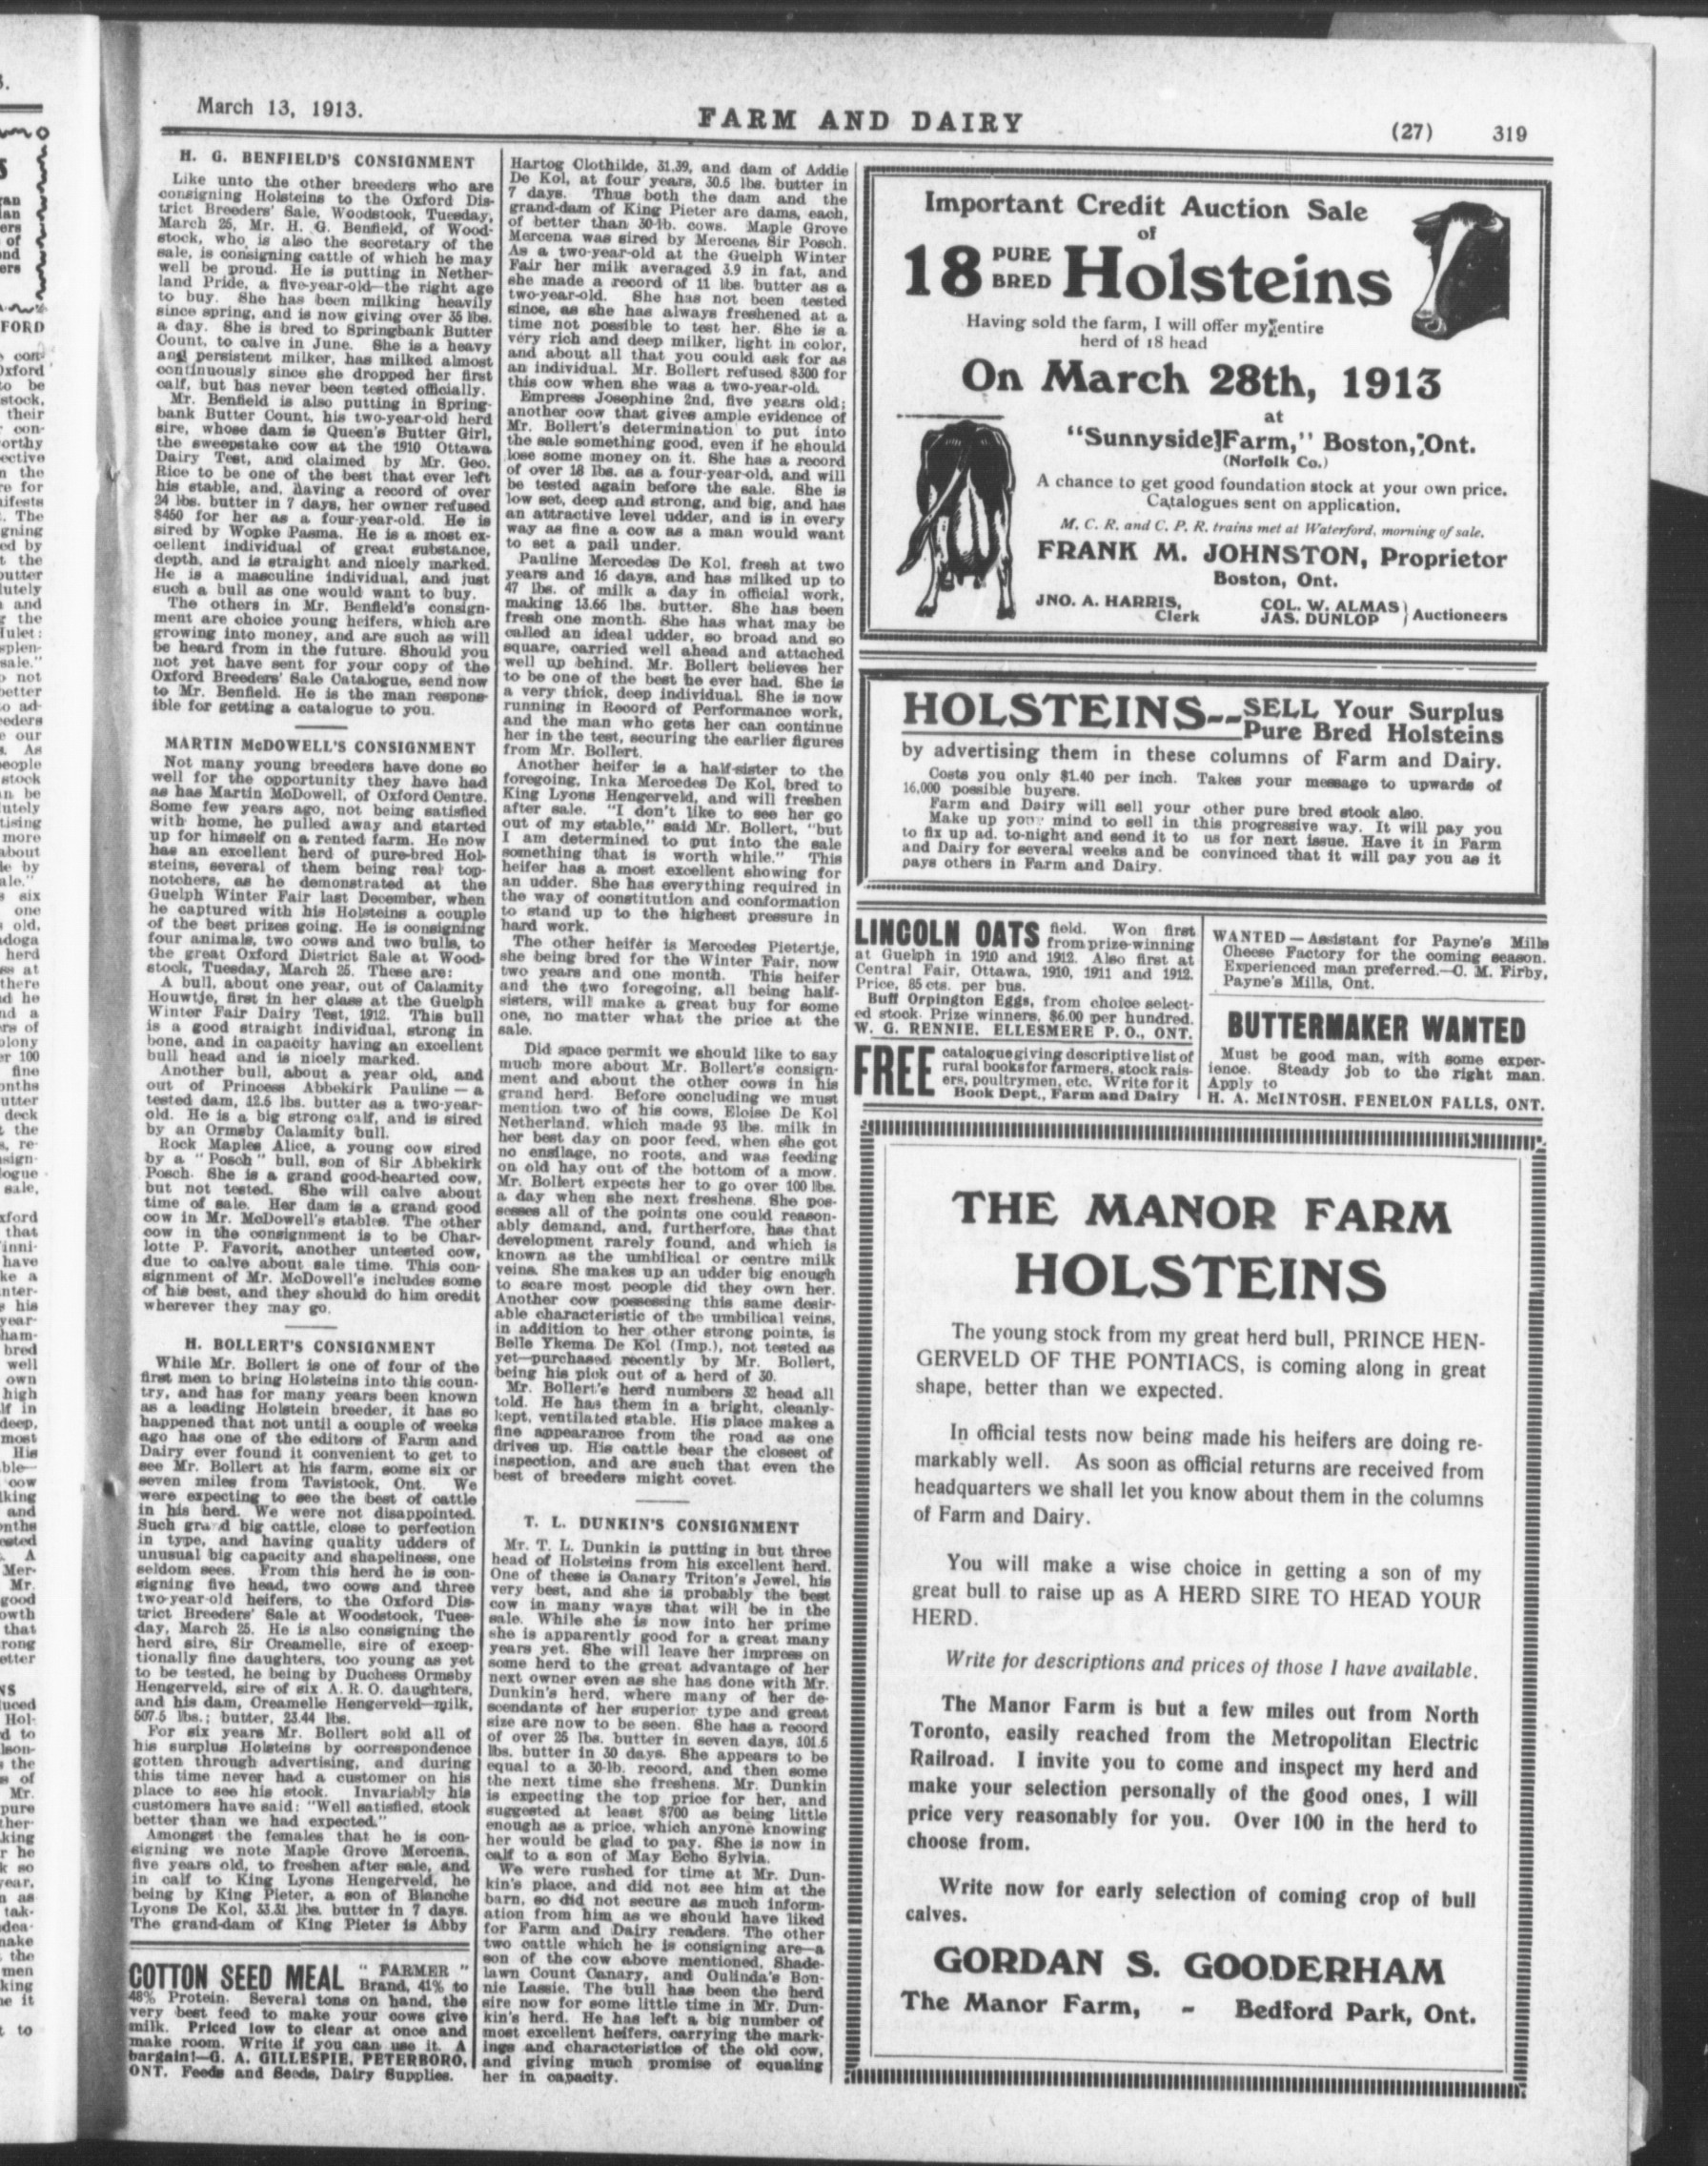 March 13, 1913.
FARM AND DAIRY
(27) 319
H. G. BENFIELD'S CONSIGNMENT
Like unto the other breeders who are
consigning Holsteins to the Oxford Dis-
trict Breeders' Sale, Woodstock, Tuesday,
March 25, Mr. H. G. Benfield, of Wood-
stock, who is also the secretary of the
sale, is consigning cattle of which he may
well be proud. He is putting in Nether-
land Pride, a five-year-old—the right age
to buy. She has been milking heavily
since spring, and is now giving over 35 lbs.
a day. She is bred to Springbank Butter
Count, to calve in June. She is a heavy
and persistent milker, has milked almost
continuously since she dropped her first
calf, but has never been tested officially.
Mr. Benfield is also putting in Spring-
bank Butter Count, his two-year-old herd
sire, whose dam is Queen's Butter Girl,
the sweepstake cow at the 1910 Ottawa
Dairy Test, and claimed by Mr. Geo.
Rice to be one of the best that ever left
his stable, and, having a record of over
24 lbs. butter in 7 days, her owner refused
$450 for her as a four-year-old. He is
sired by Wopke Pasma. He is a most ex-
cellent individual of great substance,
depth, and is straight and nicely marked.
He is a masculine individual, and just
such a bull as one would want to buy.
The others in Mr. Benfield's consign-
ment are choice young heifers, which are
growing into money, and are such as will
be heard from in the future. Should you
not yet have sent for your copy of the
Oxford Breeders' Sale Catalogue, send now
to Mr. Benfield. He is the man respons-
ible for getting a catalogue to you.
MARTIN McDOWELL'S CONSIGNMENT
Not many young breeders have done so
well for the opportunity they have had
as has Martin McDowell, of Oxford Centre.
Some few years ago, not being satisfied
with home, he pulled away and started
up for himself on a rented farm. He now
has an excellent herd of pure-bred Hol-
steins, several of them being real top-
notchers, as he demonstrated at the
Guelph Winter Fair last December, when
he captured with his Holsteins a couple
of the best prizes going. He is consigning
four animals, two cows and two bulls, to
the great Oxford District Sale at Wood-
stock, Tuesday, March 25. These are:
A bull, about one year, out of Calamity
Houwtje, first in her class at the Guelph
Winter Fair Dairy Test, 1912. This bull
is a good straight individual, strong in
bone, and in capacity having an excellent
bull head and is nicely marked.
Another bull, about a year old, and
out of Princess Abbekirk Pauline—a
tested dam, 12.6 lbs. butter as a two-year-
old. He is a big strong calf, and is sired
by an Ormsby Calamity bull.
Rock Maples Alice, a young cow sired
by a "Posch" bull, son of Sir Abbekirk
Posch. She is a grand good-hearted cow,
but not tested. She will calve about
time of sale. Her dam is a grand good
cow in Mr. McDowell's stables. The other
cow in the consignment is to be Char-
lotte P. Favorit, another untested cow,
due to calve about sale time. This con-
signment of Mr. McDowell's includes some
of his best, and they should do him credit
wherever they may go.
H. BOLLERT'S CONSIGNMENT
While Mr. Bollert is one of four of the
first men to bring Holsteins into this coun-
try, and has for many years been known
as a leading Holstein breeder, it has so
happened that not until a couple of weeks
ago has one of the editors of Farm and
Dairy ever found it convenient to get to
see Mr. Bollert at his farm, some six or
seven miles from Tavistock, Ont. We
were expecting to see the best of cattle
in his herd. We were not disappointed.
Such grand big cattle, close to perfection
in type, and having quality udders of
unusual big capacity and shapeliness, one
seldom sees. From this herd he is con-
signing five head, two cows and three
two-year-old heifers, to the Oxford Dis-
trict Breeders' Sale at Woodstock, Tues-
day, March 25. He is also consigning the
herd sire, Sir Creamelle, sire of excep-
tionally fine daughters, too young as yet
to be tested, he being by Duchess Ormsby
Hengerveld, sire of six A. R. O. daughters,
and his dam, Creamelle Hengerveld—milk,
507.5 lbs.; butter, 23.44 lbs.
For six years Mr. Bollert sold all of
his surplus Holsteins by correspondence
gotten through advertising, and during
this time never had a customer on his
place to see his stock. Invariably his
customers have said: "Well satisfied, stock
better than we had expected."
Amongst the females that he is con-
signing we note Maple Grove Mercena,
five years old, to freshen after sale, and
in calf to King Lyons Hengerveld, he
being by King Pieter, a son of Blanche
Lyons De Kol, 33.31 lbs. butter in 7 days.
The grand-dam of King Pieter is Abby
COTTON SEED MEAL "FARMER"
Brand, 41% to
48% Protein. Several tons on hand, the
very best feed to make your cows give
milk. Priced low to clear at once and
make room. Write if you can use it. A
bargain!—G. A. GILLESPIE, PETERBORO,
ONT. Feeds and Seeds, Dairy Supplies.
Hartog Clothilde, 31.39, and dam of Addie
De Kol, at four years, 30.5 lbs. butter in
7 days. Thus both the dam and the
grand-dam of King Pieter are dams, each,
of better than 30-lb. cows. Maple Grove
Mercena was sired by Mercena Sir Posch.
As a two-year-old at the Guelph Winter
Fair her milk averaged 3.9 in fat, and
she made a record of 11 lbs. butter as a
two-year-old. She has not been tested
since, as she has always freshened at a
time not possible to test her. She is a
very rich and deep milker, light in color,
and about all that you could ask for as
an individual. Mr. Bollert refused $300 for
this cow when she was a two-year-old.
Empress Josephine 2nd, five years old;
another cow that gives ample evidence of
Mr. Bollert's determination to put into
the sale something good, even if he should
lose some money on it. She has a record
of over 18 lbs. as a four-year-old, and will
be tested again before the sale. She is
low set, deep and strong, and big, and has
an attractive level udder, and is in every
way as fine a cow as a man would want
to set a pail under.
Pauline Mercedes De Kol, fresh at two
years and 16 days, and has milked up to
47 lbs. of milk a day in official work,
making 13.66 lbs. butter. She has been
fresh one month. She has what may be
called an ideal udder, so broad and so
square, carried well ahead and attached
well up behind. Mr. Bollert believes her
to be one of the best he ever had. She is
a very thick, deep individual. She is now
running in Record of Performance work,
and the man who gets her can continue
her in the test, securing the earlier figures
from Mr. Bollert.
Another heifer is a half-sister to the
foregoing, Inka Mercedes De Kol, bred to
King Lyons Hengerveld, and will freshen
after sale. "I don't like to see her go
out of my stable," said Mr. Bollert, "but
I am determined to put into the sale
something that is worth while." This
heifer has a most excellent showing for
an udder. She has everything required in
the way of constitution and conformation
to stand up to the highest pressure in
hard work.
The other heifer is Mercedes Pietertje,
she being bred for the Winter Fair, now
two years and one month. This heifer
and the two foregoing, all being half-
sisters, will make a great buy for some
one, no matter what the price at the
sale.
Did space permit we should like to say
much more about Mr. Bollert's consign-
ment and about the other cows in his
grand herd. Before concluding we must
mention two of his cows, Eloise De Kol
Netherland, which made 93 lbs. milk in
her best day on poor feed, when she got
no ensilage, no roots, and was feeding
on old hay out of the bottom of a mow.
Mr. Bollert expects her to go over 100 lbs.
a day when she next freshens. She pos-
sesses all of the points one could reason-
ably demand, and, furtherfore, has that
development rarely found, and which is
known as the umbilical or centre milk
veins. She makes up an udder big enough
to scare most people did they own her.
Another cow possessing this same desir-
able characteristic of the umbilical veins,
in addition to her other strong points, is
Belle Ykema De Kol (Imp.), not tested as
yet—purchased recently by Mr. Bollert,
being his pick out of a herd of 30.
Mr. Bollert's herd numbers 32 head all
told. He has them in a bright, cleanly-
kept, ventilated stable. His place makes a
fine appearance from the road as one
drives up. His cattle bear the closest of
inspection, and are such that even the
best of breeders might covet.
T. L. DUNKIN'S CONSIGNMENT
Mr. T. L. Dunkin is putting in but three
head of Holsteins from his excellent herd.
One of these is Canary Triton's Jewel, his
very best, and she is probably the best
cow in many ways that will be in the
sale. While she is now into her prime
she is apparently good for a great many
years yet. She will leave her impress on
some herd to the great advantage of her
next owner even as she has done with Mr.
Dunkin's herd, where many of her de-
scendants of her superior type and great
size are now to be seen. She has a record
of over 25 lbs. butter in seven days, 101.6
lbs. butter in 30 days. She appears to be
equal to a 30-lb. record, and then some
the next time she freshens. Mr. Dunkin
is expecting the top price for her, and
suggested at least $700 as being little
enough as a price, which anyone knowing
her would be glad to pay. She is now in
calf to a son of May Echo Sylvia.
We were rushed for time at Mr. Dun-
kin's place, and did not see him at the
barn, so did not secure as much inform-
ation from him as we should have liked
for Farm and Dairy readers. The other
two cattle which he is consigning are—a
son of the cow above mentioned, Shade-
lawn Count Canary, and Oulinda's Bon-
nie Lassie. The bull has been the herd
sire now for some little time in Mr. Dun-
kin's herd. He has left a big number of
most excellent heifers, carrying the mark-
ings and characteristics of the old cow,
and giving much promise of equaling
her in capacity.
Important Credit Auction Sale
of
18 PURE BRED Holsteins
Having sold the farm, I will offer my entire
herd of 18 head
On March 28th, 1913
at
"Sunnyside Farm," Boston, Ont.
(Norfolk Co.)
A chance to get good foundation stock at your own price.
Catalogues sent on application.
M. C. R. and C. P. R. trains met at Waterford, morning of sale.
FRANK M. JOHNSTON, Proprietor
Boston, Ont.
JNO. A. HARRIS, Clerk
COL. W. ALMAS
JAS. DUNLOP } Auctioneers
HOLSTEINS--SELL Your Surplus
Pure Bred Holsteins
by advertising them in these columns of Farm and Dairy.
Costs you only $1.40 per inch. Takes your message to upwards of
16,000 possible buyers.
Farm and Dairy will sell your other pure bred stock also.
Make up your mind to sell in this progressive way. It will pay you
to fix up ad. to-night and send it to us for next issue. Have it in Farm
and Dairy for several weeks and be convinced that it will pay you as it
pays others in Farm and Dairy.
LINCOLN OATS field. Won first
from prize-winning
at Guelph in 1910 and 1912. Also first at
Central Fair, Ottawa, 1910, 1911 and 1912.
Price, 85 cts. per bus.
Buff Orpington Eggs, from choice select-
ed stock. Prize winners, $6.00 per hundred.
W. G. RENNIE, ELLESMERE P. O., ONT.
FREE catalogue giving descriptive list of
rural books for farmers, stock rais-
ers, poultrymen, etc. Write for it
Book Dept., Farm and Dairy
WANTED—Assistant for Payne's Mills
Cheese Factory for the coming season.
Experienced man preferred.—C. M. Firby,
Payne's Mills, Ont.
BUTTERMAKER WANTED
Must be good man, with some exper-
ience. Steady job to the right man.
Apply to
H. A. McINTOSH, FENELON FALLS, ONT.
THE MANOR FARM
HOLSTEINS
The young stock from my great herd bull, PRINCE HEN-
GERVELD OF THE PONTIACS, is coming along in great
shape, better than we expected.
In official tests now being made his heifers are doing re-
markably well. As soon as official returns are received from
headquarters we shall let you know about them in the columns
of Farm and Dairy.
You will make a wise choice in getting a son of my
great bull to raise up as A HERD SIRE TO HEAD YOUR
HERD.
Write for descriptions and prices of those I have available.
The Manor Farm is but a few miles out from North
Toronto, easily reached from the Metropolitan Electric
Railroad. I invite you to come and inspect my herd and
make your selection personally of the good ones, I will
price very reasonably for you. Over 100 in the herd to
choose from.
Write now for early selection of coming crop of bull
calves.
GORDAN S. GOODERHAM
The Manor Farm, - Bedford Park, Ont.